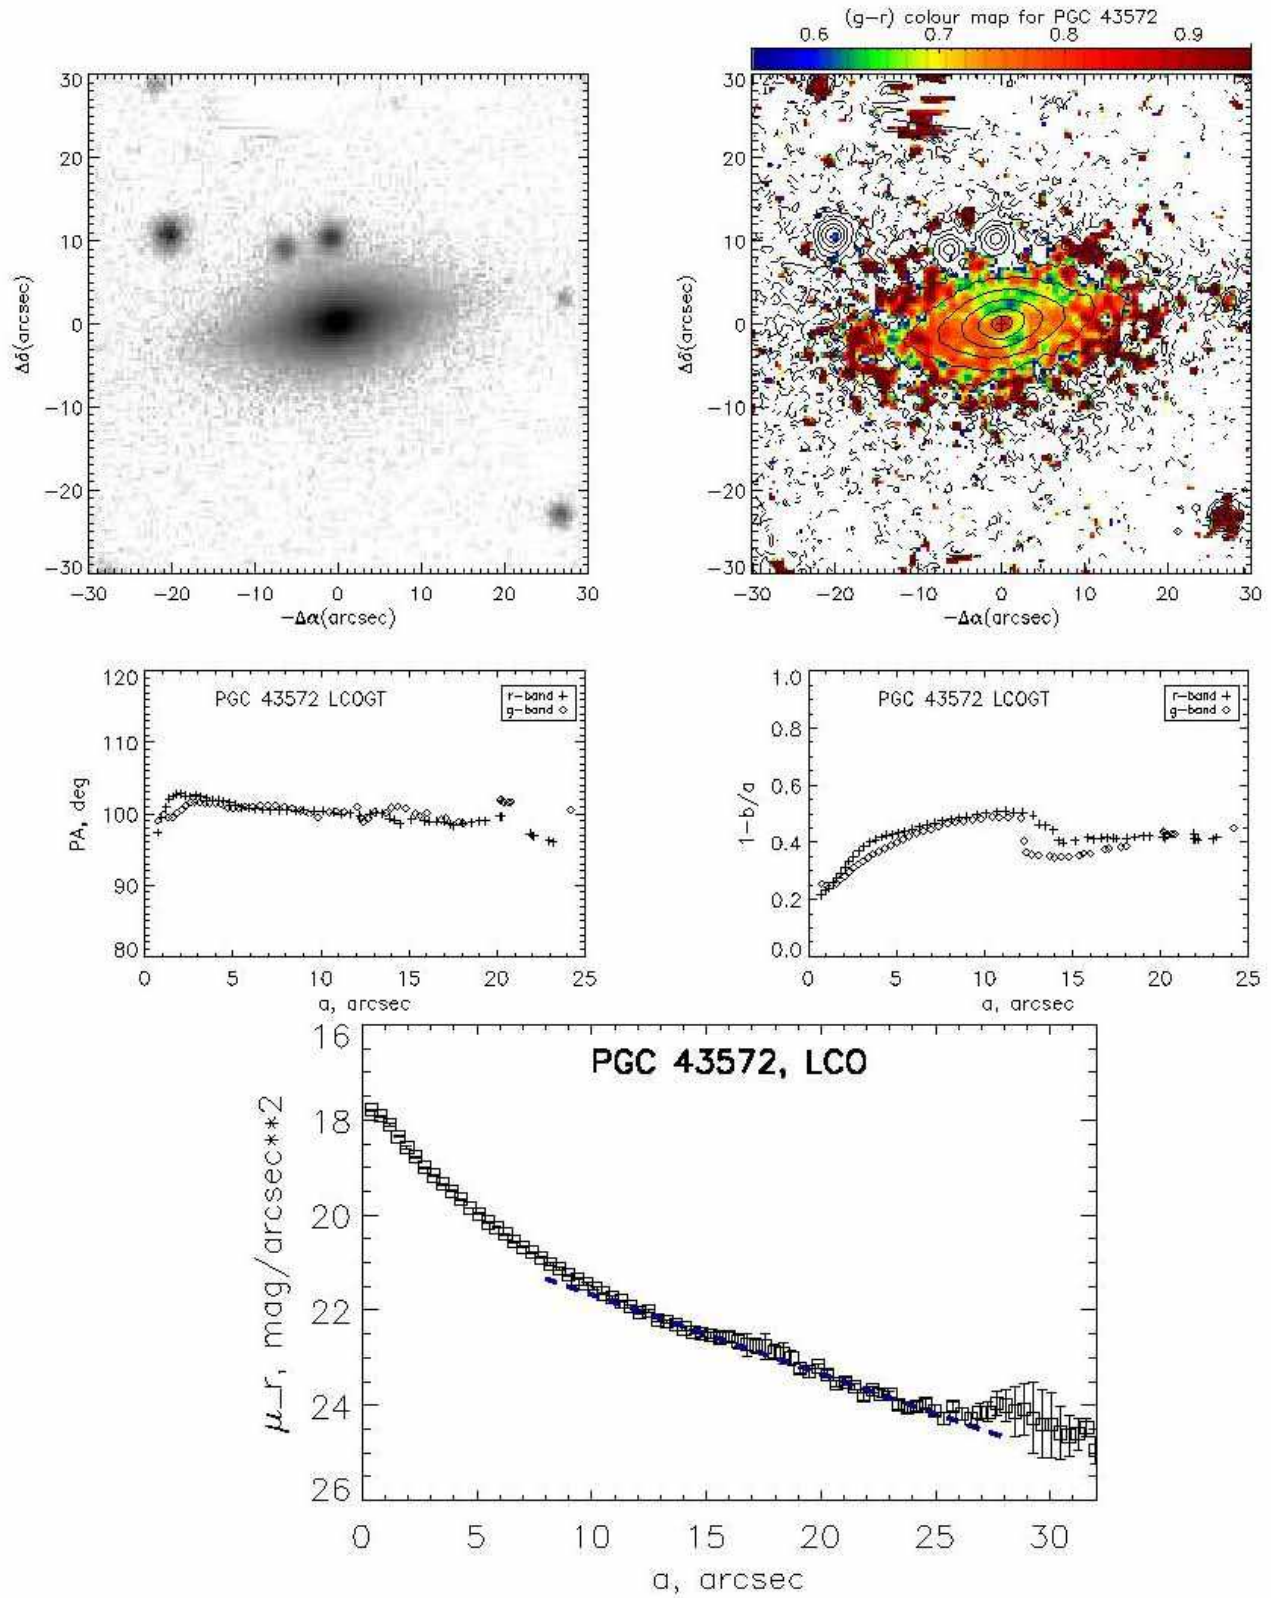 (g-r) colour map for PGC 43572
0.6 0.7 0.8 0.9
30
20
10
0
-10
-20
-30
Δδ(arcsec)
-30 -20 -10 0 10 20 30
-Δα(arcsec)
30
20
10
0
-10
-20
-30
Δδ(arcsec)
-30 -20 -10 0 10 20 30
-Δα(arcsec)
120
110
100
90
80
PA, deg
PGC 43572 LCOGT
r-band +
g-band ◇
0 5 10 15 20 25
a, arcsec
1.0
0.8
0.6
0.4
0.2
0.0
1-b/a
PGC 43572 LCOGT
r-band +
g-band ◇
0 5 10 15 20 25
a, arcsec
16
18
20
22
24
26
μ_r, mag/arcsec**2
PGC 43572, LCO
0 5 10 15 20 25 30
a, arcsec